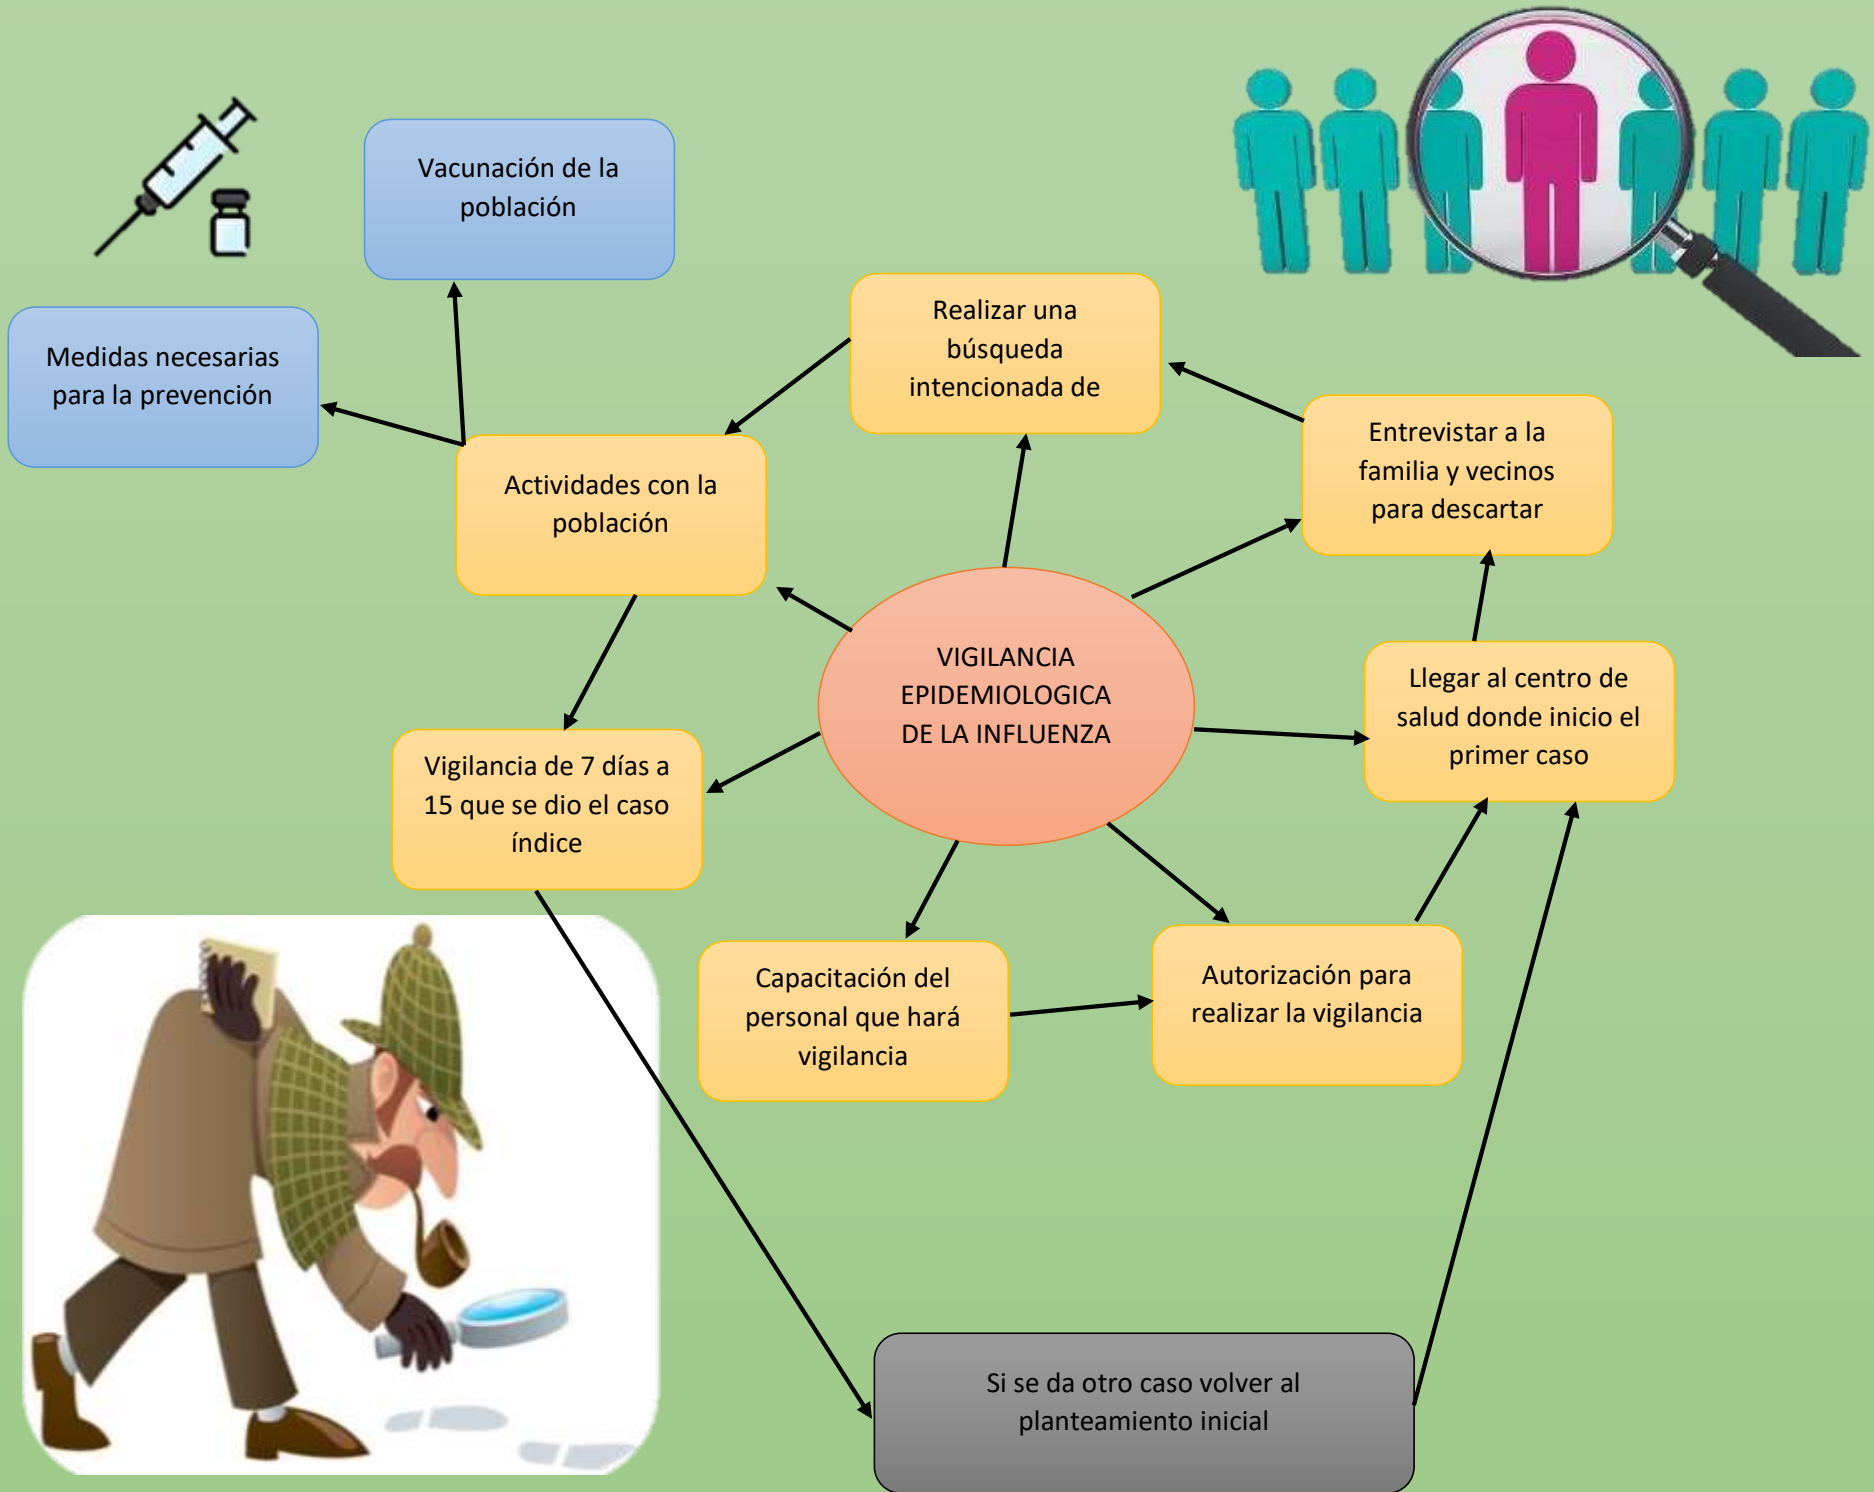 Vacunación de la
población
Medidas necesarias
para la prevención
Realizar una
búsqueda
intencionada de
Entrevistar a la
familia y vecinos
para descartar
Actividades con la
población
VIGILANCIA
EPIDEMIOLOGICA
DE LA INFLUENZA
Llegar al centro de
salud donde inicio el
primer caso
Vigilancia de 7 días a
15 que se dio el caso
índice
Capacitación del
personal que hará
vigilancia
Autorización para
realizar la vigilancia
Si se da otro caso volver al
planteamiento inicial